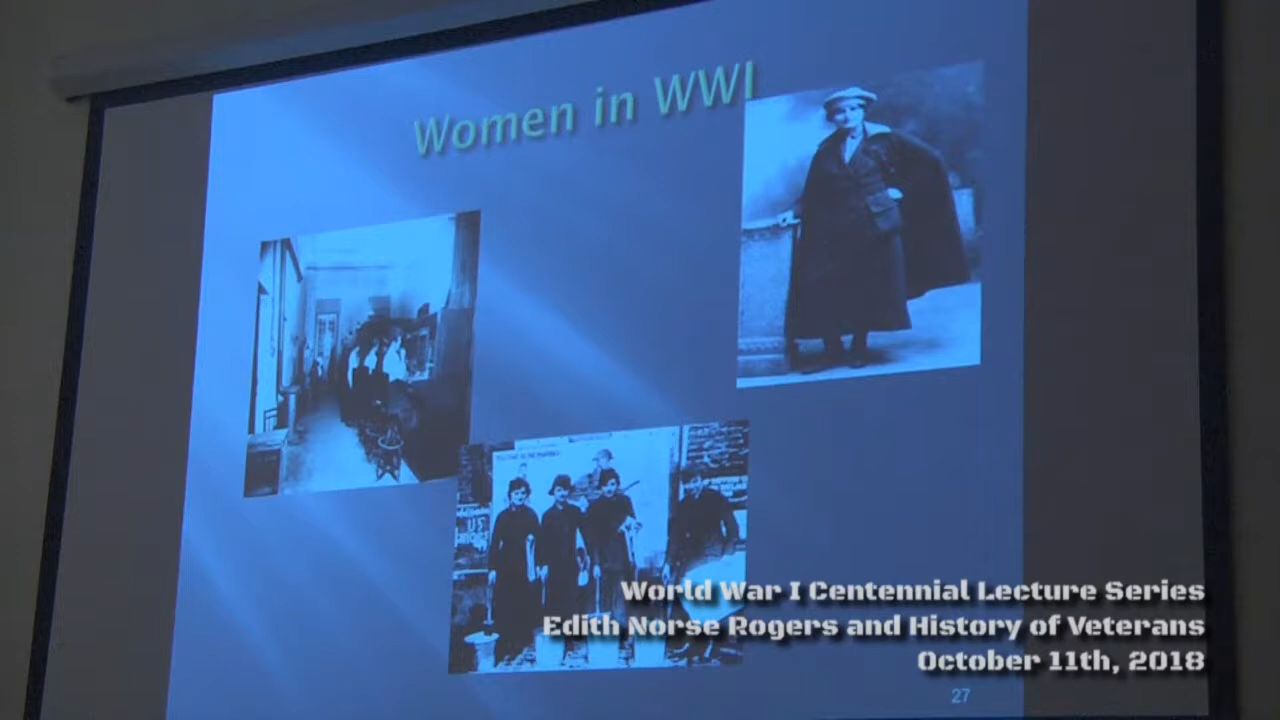 Women in WWI
World War I Centennial Lecture Series
Edith Norse Rogers and History of Veterans
October 11th, 2018
27